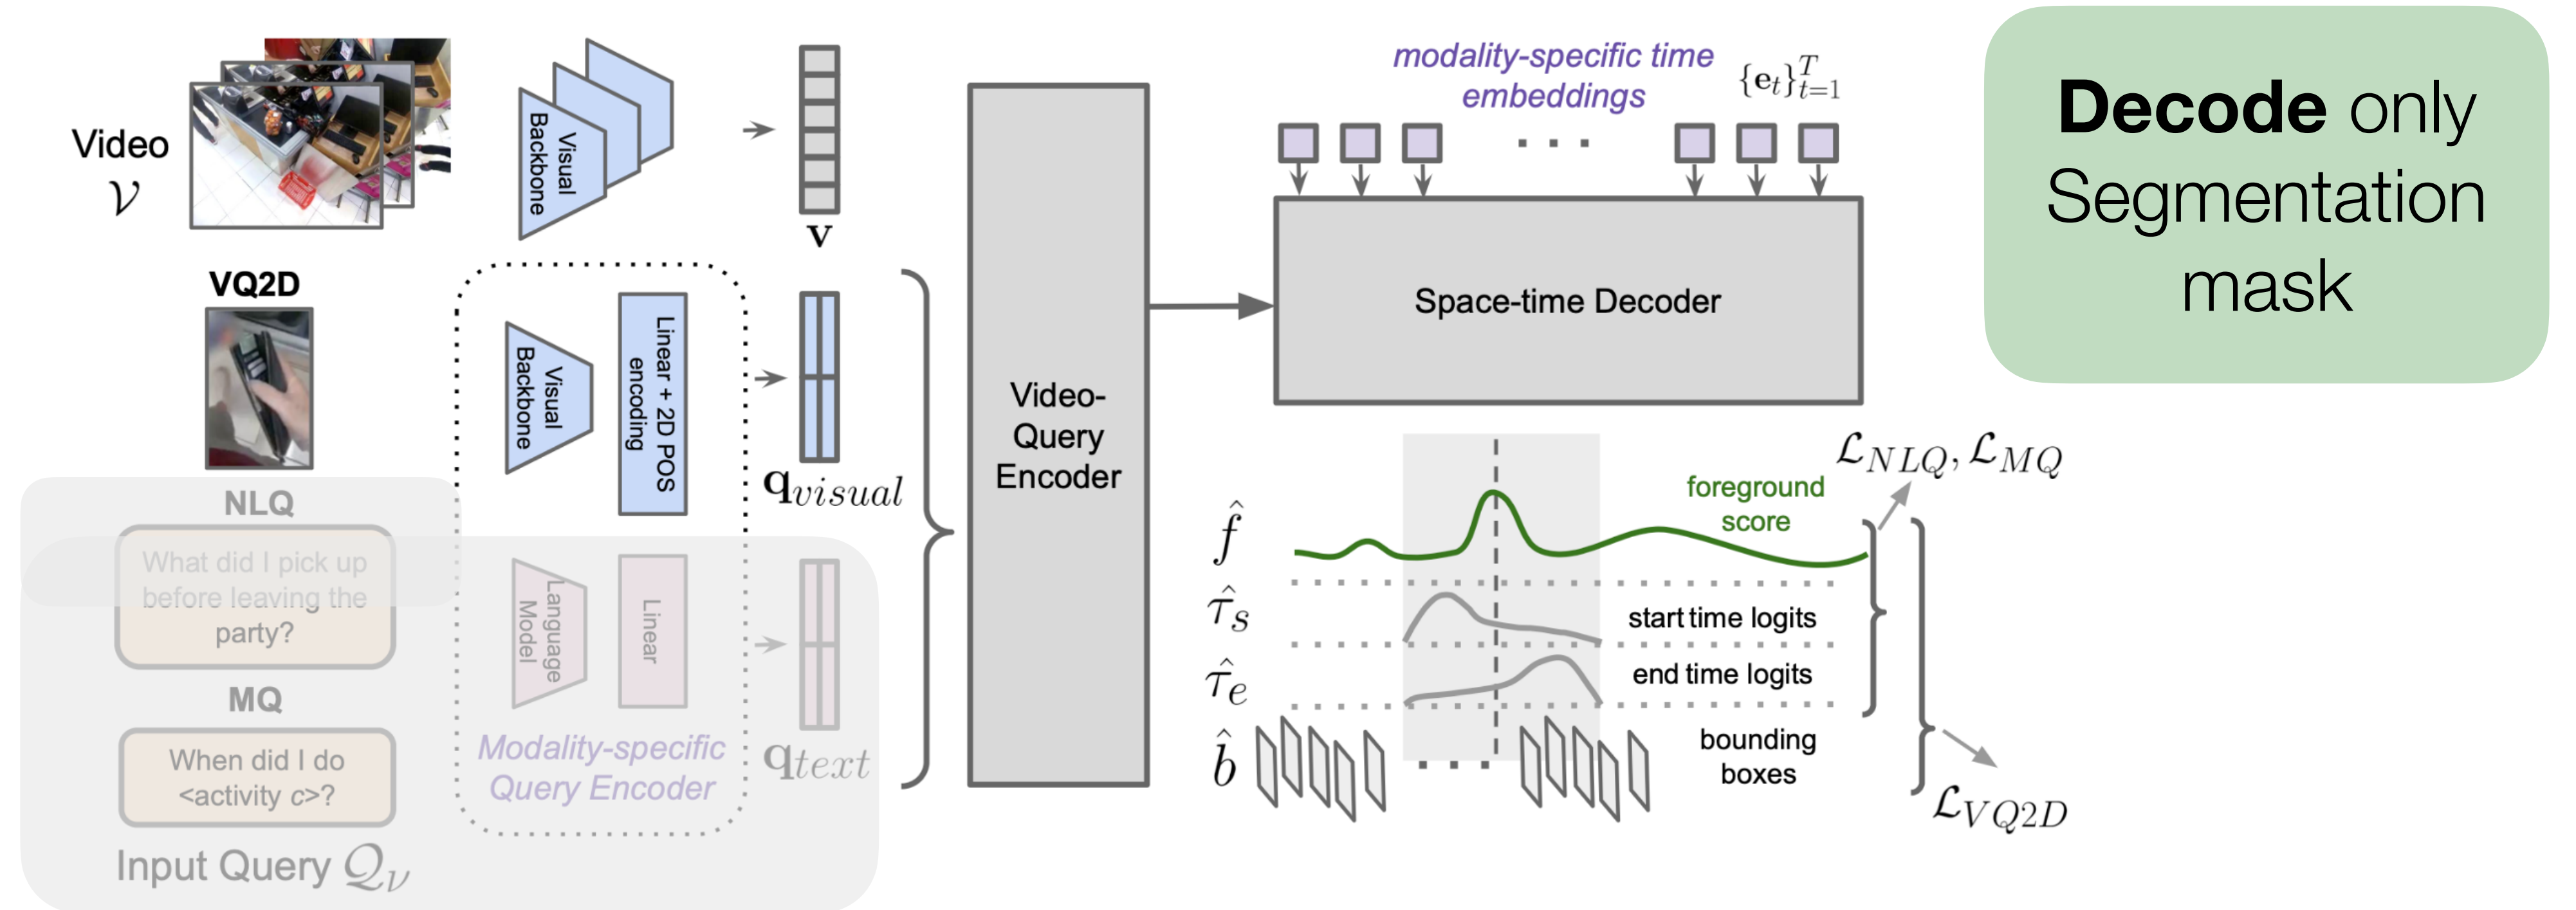 Video
𝒱
Visual
Backbone
v
VQ2D
Visual
Backbone
Linear + 2D POS
encoding
q_visual
NLQ
What did I pick up
before leaving the
party?
MQ
When did I do
<activity c>?
Input Query 𝒬_ν
Language
Model
Linear
Modality-specific
Query Encoder
q_text
Video-
Query
Encoder
modality-specific time
embeddings
{e_t}_{t=1}^T
. . .
Space-time Decoder
f̂
foreground
score
τ̂_s
start time logits
τ̂_e
end time logits
b̂
. . .
bounding
boxes
ℒ_NLQ, ℒ_MQ
ℒ_VQ2D
Decode only
Segmentation
mask